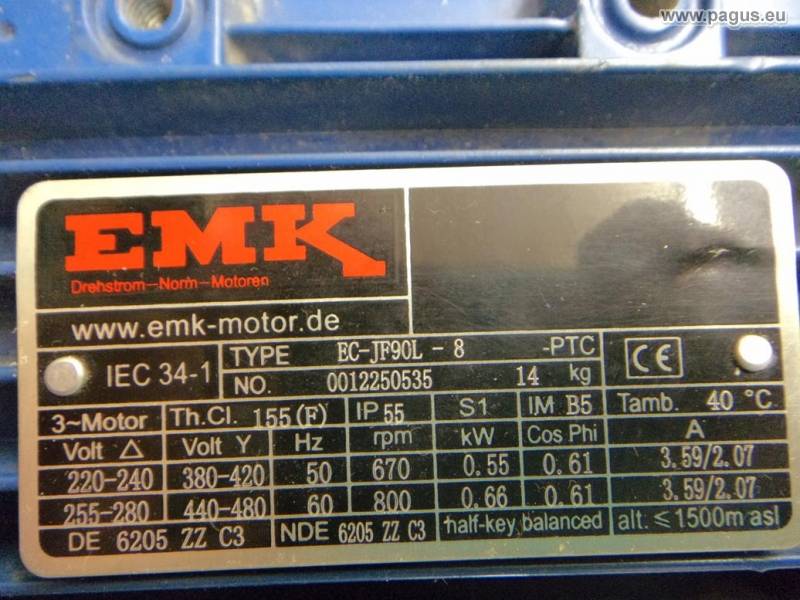 www.pagus.eu
EMK
Drehstrom-Norm-Motoren
www.emk-motor.de
IEC 34-1
TYPE EC-JF90L - 8 -PTC
NO. 0012250535 14 kg
CE
3~Motor Th.Cl. 155(F) IP 55 S1 IM B5 Tamb. 40 °C
Volt △ Volt Y Hz rpm kW Cos Phi A
220-240 380-420 50 670 0.55 0.61 3.59/2.07
255-280 440-480 60 800 0.66 0.61 3.59/2.07
DE 6205 ZZ C3 NDE 6205 ZZ C3 half-key balanced alt. ≤1500m asl